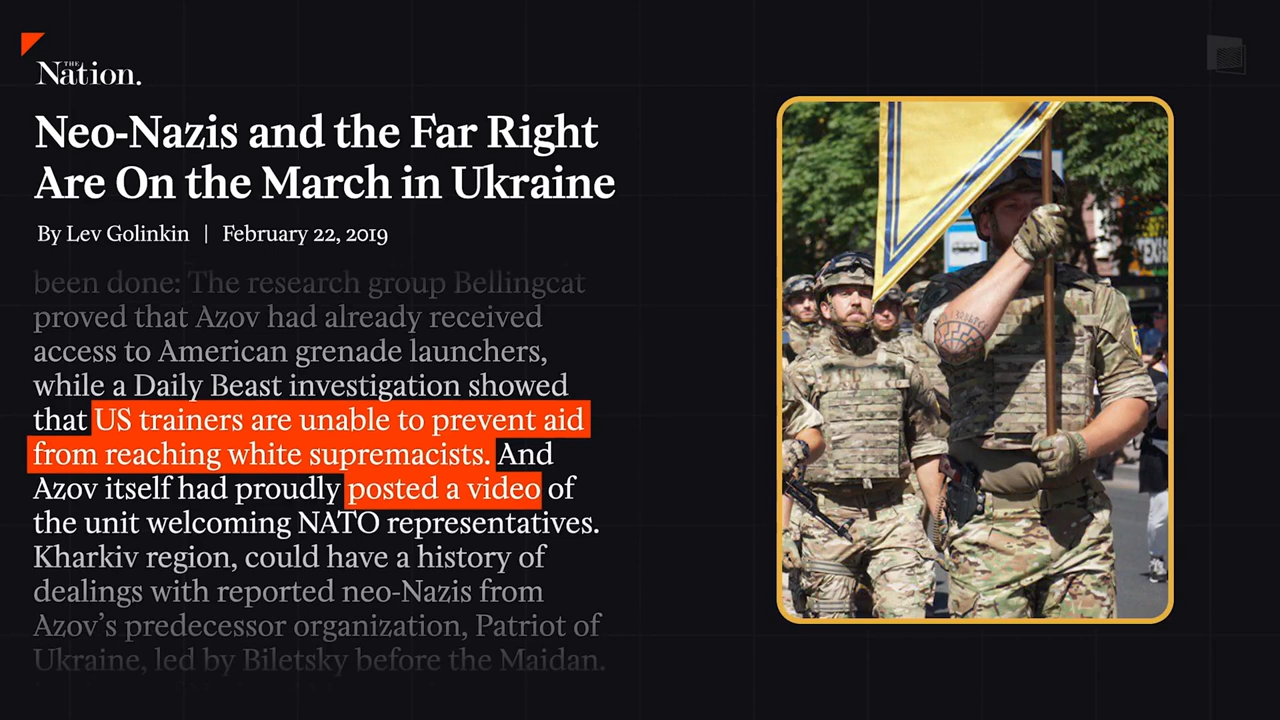 THE
Nation.
Neo-Nazis and the Far Right
Are On the March in Ukraine
By Lev Golinkin | February 22, 2019
been done: The research group Bellingcat
proved that Azov had already received
access to American grenade launchers,
while a Daily Beast investigation showed
that US trainers are unable to prevent aid
from reaching white supremacists. And
Azov itself had proudly posted a video of
the unit welcoming NATO representatives.
Kharkiv region, could have a history of
dealings with reported neo-Nazis from
Azov’s predecessor organization, Patriot of
Ukraine, led by Biletsky before the Maidan.